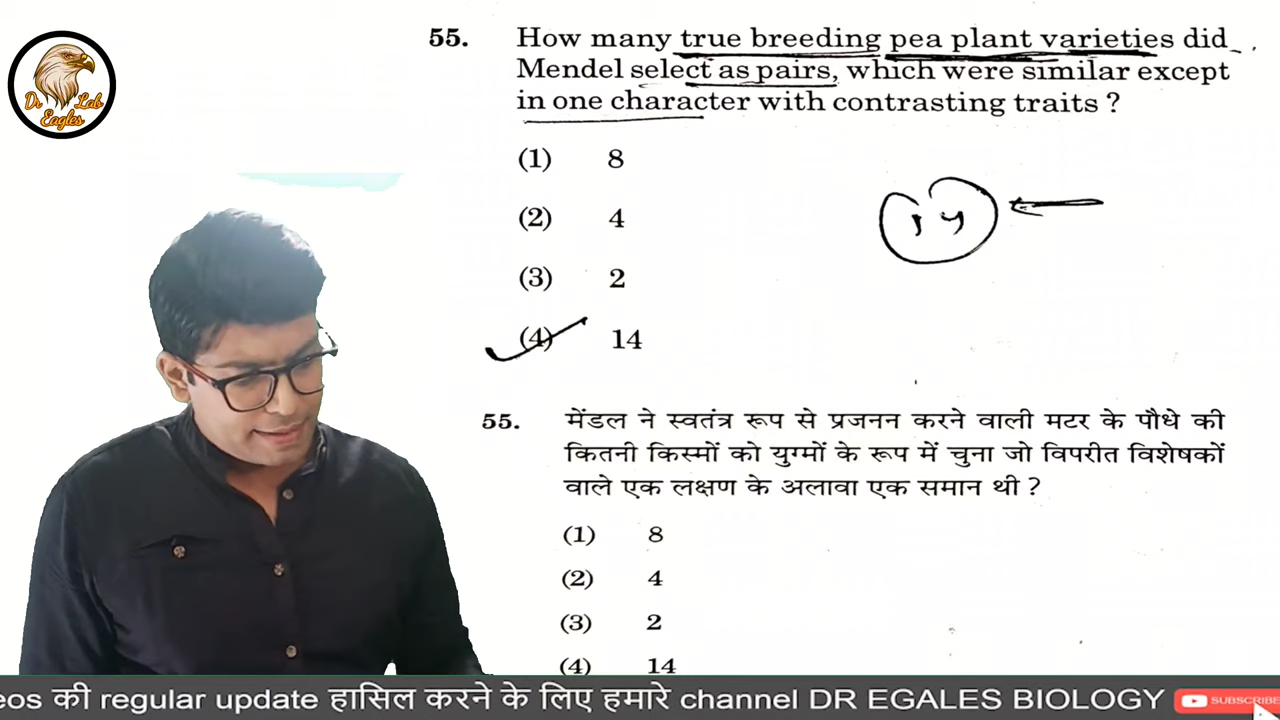 55. How many true breeding pea plant varieties did
Mendel select as pairs, which were similar except
in one character with contrasting traits ?
(1) 8
(2) 4
(3) 2
(4) 14
14
Dr Lab
Eagles
55. मेंडल ने स्वतंत्र रूप से प्रजनन करने वाली मटर के पौधे की
कितनी किस्मों को युग्मों के रूप में चुना जो विपरीत विशेषकों
वाले एक लक्षण के अलावा एक समान थी ?
(1) 8
(2) 4
(3) 2
(4) 14
eos की regular update हासिल करने के लिए हमारे channel DR EGALES BIOLOGY SUBSCRIBE